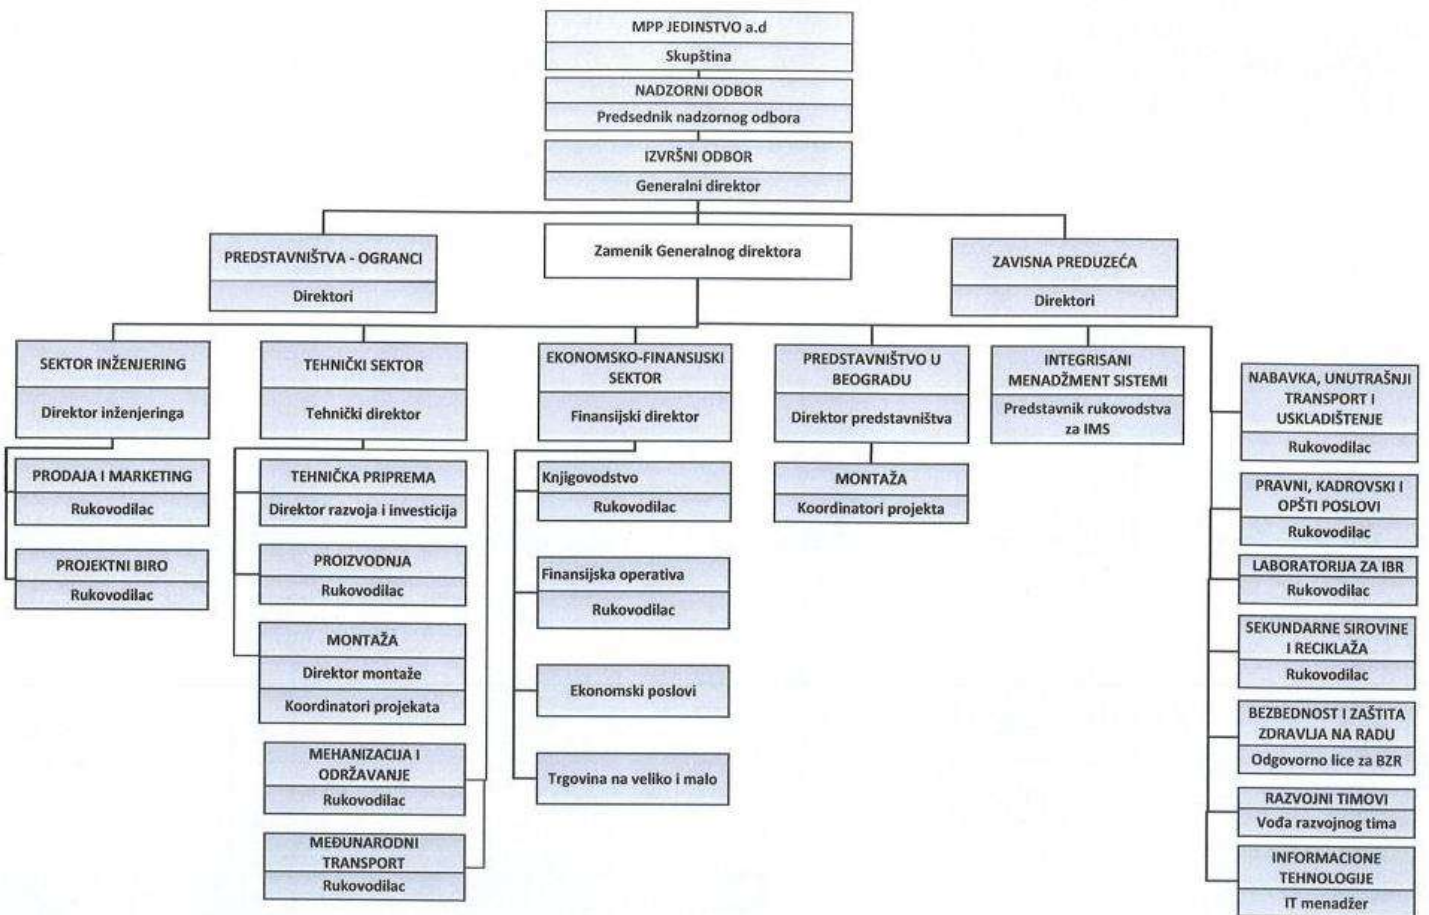 MPP JEDINSTVO a.d
Skupština
NADZORNI ODBOR
Predsednik nadzornog odbora
IZVRŠNI ODBOR
Generalni direktor
PREDSTAVNIŠTVA - OGRANCI
Direktori
Zamenik Generalnog direktora
ZAVISNA PREDUZEĆA
Direktori
SEKTOR INŽENJERING
Direktor inženjeringa
PRODAJA I MARKETING
Rukovodilac
PROJEKTNI BIRO
Rukovodilac
TEHNIČKI SEKTOR
Tehnički direktor
TEHNIČKA PRIPREMA
Direktor razvoja i investicija
PROIZVODNJA
Rukovodilac
MONTAŽA
Direktor montaže
Koordinatori projekata
MEHANIZACIJA I
ODRŽAVANJE
Rukovodilac
MEĐUNARODNI
TRANSPORT
Rukovodilac
EKONOMSKO-FINANSIJSKI
SEKTOR
Finansijski direktor
Knjigovodstvo
Rukovodilac
Finansijska operativa
Rukovodilac
Ekonomski poslovi
Trgovina na veliko i malo
PREDSTAVNIŠTVO U
BEOGRADU
Direktor predstavništva
MONTAŽA
Koordinatori projekta
INTEGRISANI
MENADŽMENT SISTEMI
Predstavnik rukovodstva
za IMS
NABAVKA, UNUTRAŠNJI
TRANSPORT I
USKLADIŠTENJE
Rukovodilac
PRAVNI, KADROVSKI I
OPŠTI POSLOVI
Rukovodilac
LABORATORIJA ZA IBR
Rukovodilac
SEKUNDARNE SIROVINE
I RECIKLAŽA
Rukovodilac
BEZBEDNOST I ZAŠTITA
ZDRAVLJA NA RADU
Odgovorno lice za BZR
RAZVOJNI TIMOVI
Vođa razvojnog tima
INFORMACIONE
TEHNOLOGIJE
IT menadžer